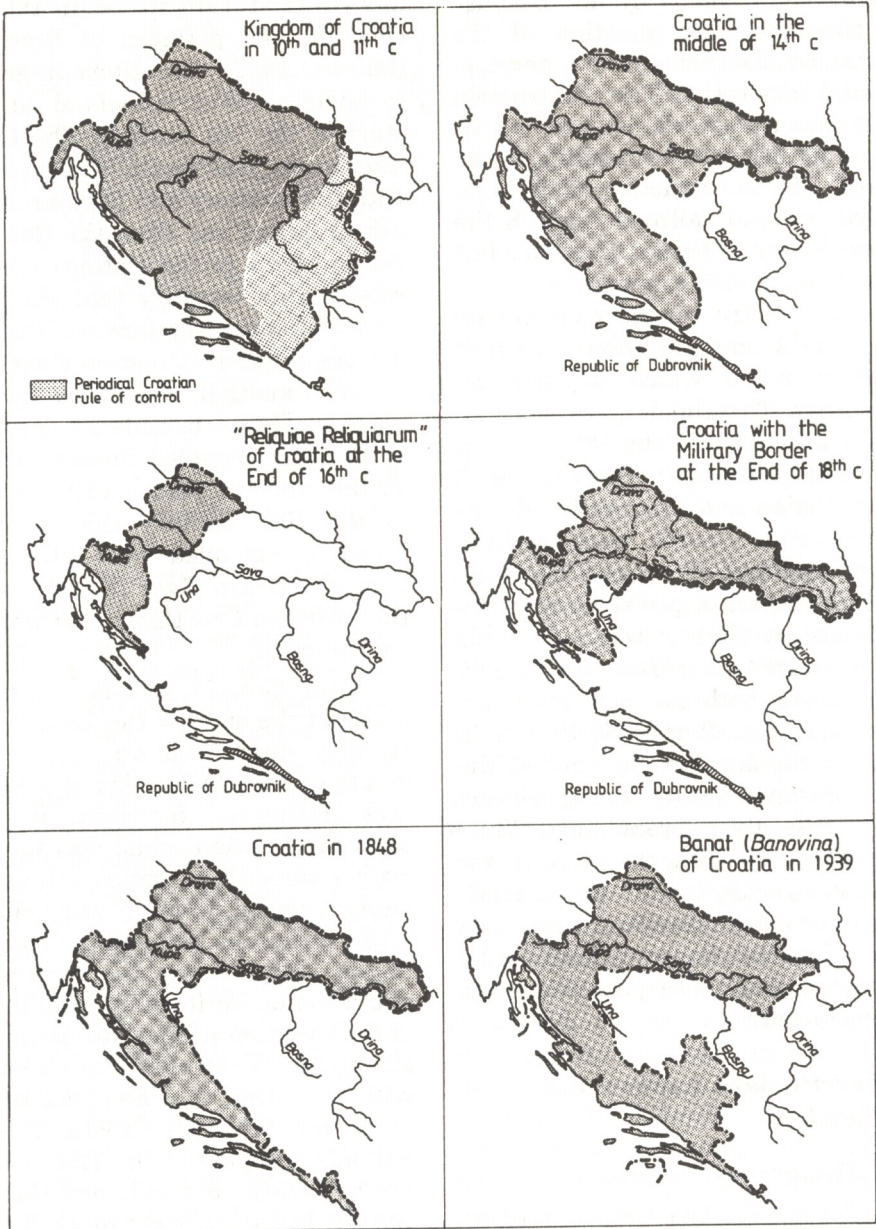 Kingdom of Croatia
in 10th and 11th c
Drava
Kupa
Sava
Una
Bosna
Drina
Periodical Croatian
rule of control
Croatia in the
middle of 14th c
Drava
Kupa
Sava
Bosna
Drina
Republic of Dubrovnik
"Reliquiae Reliquiarum"
of Croatia at the
End of 16th c
Drava
Kupa
Sava
Una
Bosna
Drina
Republic of Dubrovnik
Croatia with the
Military Border
at the End of 18th c
Drava
Kupa
Sava
Una
Bosna
Drina
Republic of Dubrovnik
Croatia in 1848
Drava
Kupa
Sava
Una
Bosna
Drina
Banat (Banovina)
of Croatia in 1939
Drava
Kupa
Sava
Una
Bosna
Drina